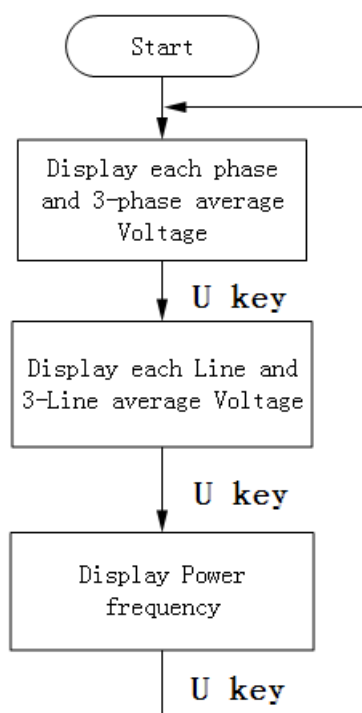 Start
Display each phase
and 3-phase average
Voltage
U key
Display each Line and
3-Line average Voltage
U key
Display Power
frequency
U key